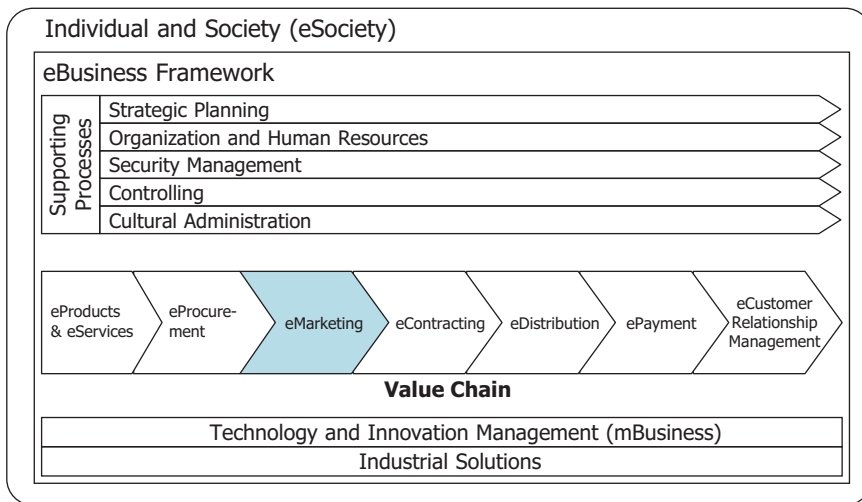 Individual and Society (eSociety)
eBusiness Framework
Supporting
Processes
Strategic Planning
Organization and Human Resources
Security Management
Controlling
Cultural Administration
eProducts
& eServices
eProcure-
ment
eMarketing
eContracting
eDistribution
ePayment
eCustomer
Relationship
Management
Value Chain
Technology and Innovation Management (mBusiness)
Industrial Solutions